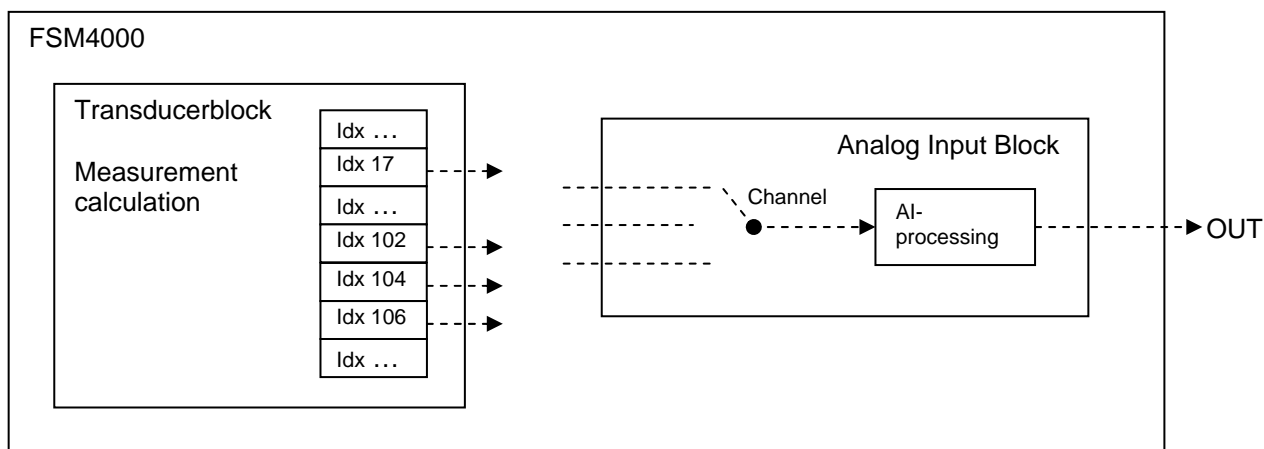 FSM4000
Transducerblock
Measurement
calculation
Idx …
Idx 17
Idx …
Idx 102
Idx 104
Idx 106
Idx …
Analog Input Block
Channel
AI-
processing
OUT